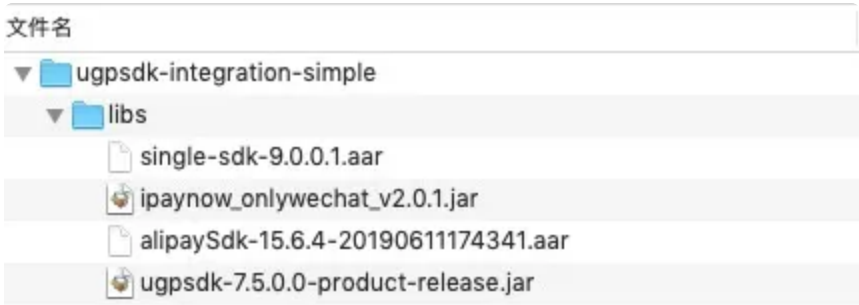 文件名
ugpsdk-integration-simple
libs
single-sdk-9.0.0.1.aar
ipaynow_onlywechat_v2.0.1.jar
alipaySdk-15.6.4-20190611174341.aar
ugpsdk-7.5.0.0-product-release.jar